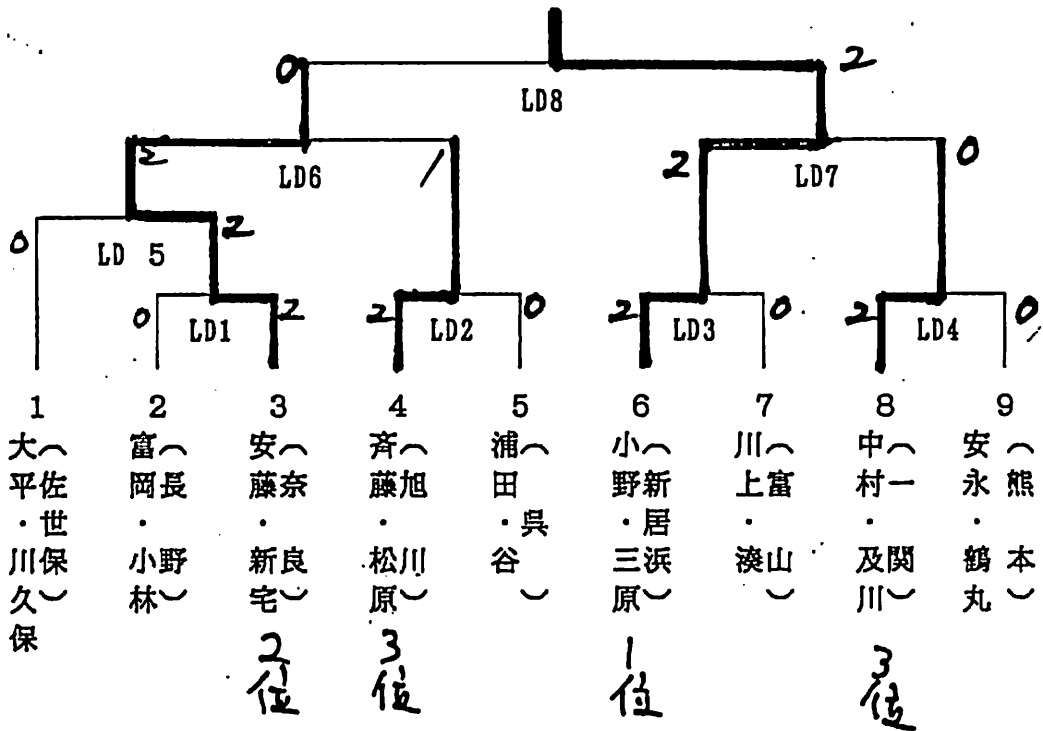 0 2
LD8
2 LD6 1 2 LD7 0
0 LD 5 2
0 LD1 2 2 LD2 0 2 LD3 0 2 LD4 0
1 2 3 4 5 6 7 8 9
大平・川久保
(佐世保)
富岡・小林
(長野)
安藤・新宅
(奈良)
斉藤・松原
(旭川)
浦田・谷
(呉)
小野・三原
(新居浜)
川上・湊
(富山)
中村・及川
(一関)
安永・鶴丸
(熊本)
2位
3位
1位
3位